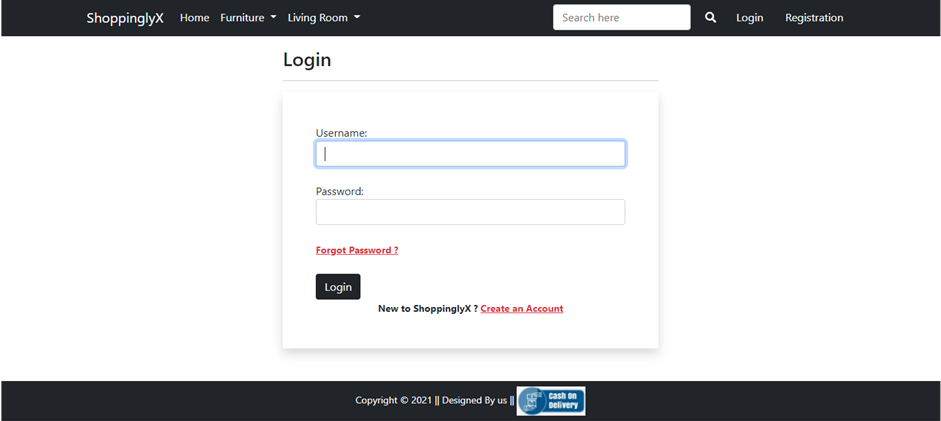 ShoppinglyX Home Furniture Living Room Search here Login Registration
Login
Username:
Password:
Forgot Password ?
Login
New to ShoppinglyX ? Create an Account
Copyright © 2021 || Designed By us || Cash on
Delivery